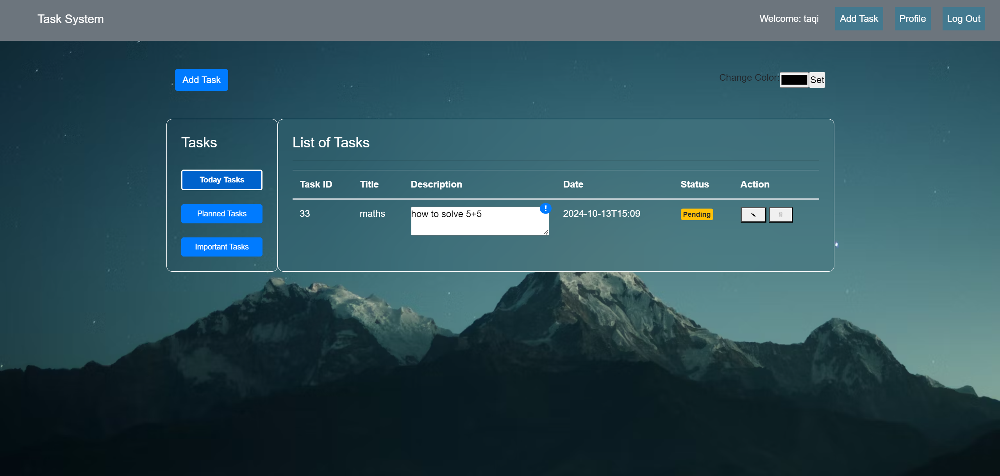 Task System
Welcome: taqi
Add Task
Profile
Log Out
Add Task
Change Color:
Set
Tasks
Today Tasks
Planned Tasks
Important Tasks
List of Tasks
Task ID Title Description Date Status Action
33 maths how to solve 5+5 ! 2024-10-13T15:09 Pending